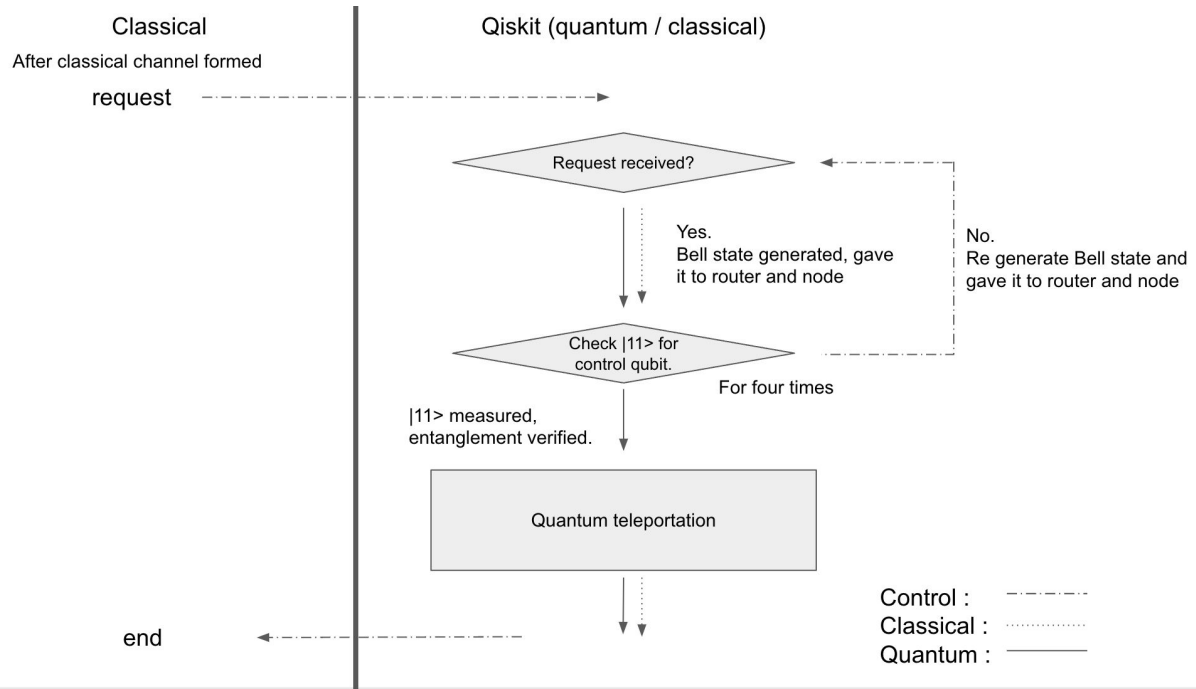 Classical
Qiskit (quantum / classical)
After classical channel formed
request
Request received?
Yes.
Bell state generated, gave
it to router and node
No.
Re generate Bell state and
gave it to router and node
Check |11> for
control qubit.
For four times
|11> measured,
entanglement verified.
Quantum teleportation
end
Control :
Classical :
Quantum :